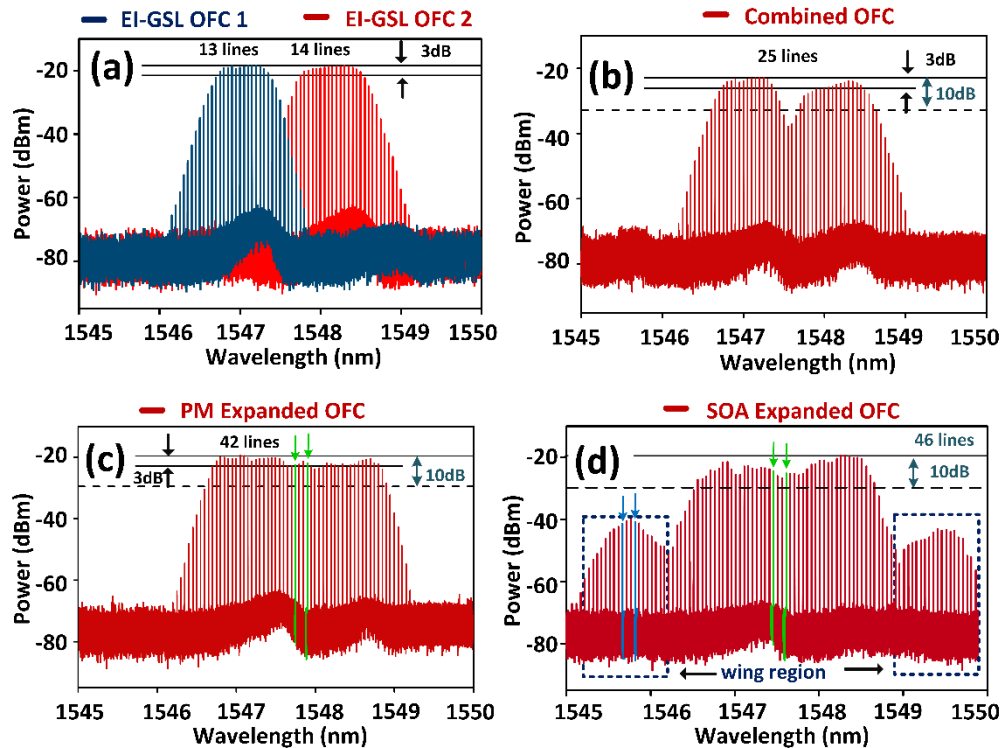 EI-GSL OFC 1 EI-GSL OFC 2
(a)
13 lines 14 lines
3dB
Power (dBm)
-20
-40
-60
-80
1545 1546 1547 1548 1549 1550
Wavelength (nm)
Combined OFC
(b)
25 lines
3dB
10dB
Power (dBm)
-20
-40
-60
-80
1545 1546 1547 1548 1549 1550
Wavelength (nm)
PM Expanded OFC
(c)
42 lines
3dB
10dB
Power (dBm)
-20
-40
-60
-80
1545 1546 1547 1548 1549 1550
Wavelength (nm)
SOA Expanded OFC
(d)
46 lines
10dB
wing region
Power (dBm)
-20
-40
-60
-80
1545 1546 1547 1548 1549 1550
Wavelength (nm)